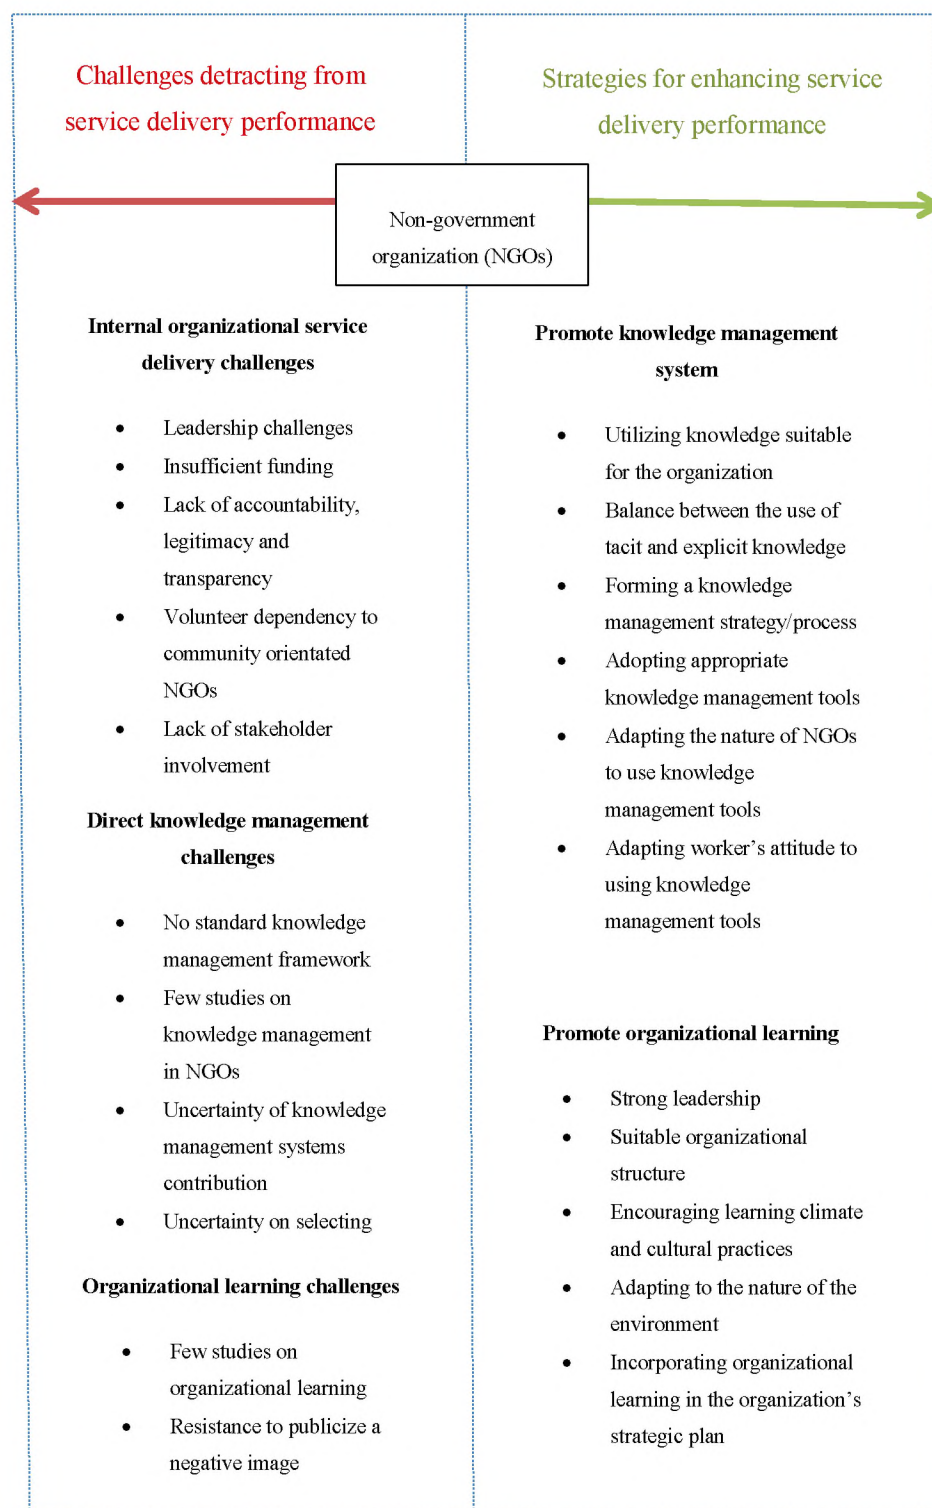 Challenges detracting from
service delivery performance
Strategies for enhancing service
delivery performance
Non-government
organization (NGOs)
Internal organizational service
delivery challenges
• Leadership challenges
• Insufficient funding
• Lack of accountability,
legitimacy and
transparency
• Volunteer dependency to
community orientated
NGOs
• Lack of stakeholder
involvement
Direct knowledge management
challenges
• No standard knowledge
management framework
• Few studies on
knowledge management
in NGOs
• Uncertainty of knowledge
management systems
contribution
• Uncertainty on selecting
Organizational learning challenges
• Few studies on
organizational learning
• Resistance to publicize a
negative image
Promote knowledge management
system
• Utilizing knowledge suitable
for the organization
• Balance between the use of
tacit and explicit knowledge
• Forming a knowledge
management strategy/process
• Adopting appropriate
knowledge management tools
• Adapting the nature of NGOs
to use knowledge
management tools
• Adapting worker’s attitude to
using knowledge
management tools
Promote organizational learning
• Strong leadership
• Suitable organizational
structure
• Encouraging learning climate
and cultural practices
• Adapting to the nature of the
environment
• Incorporating organizational
learning in the organization’s
strategic plan